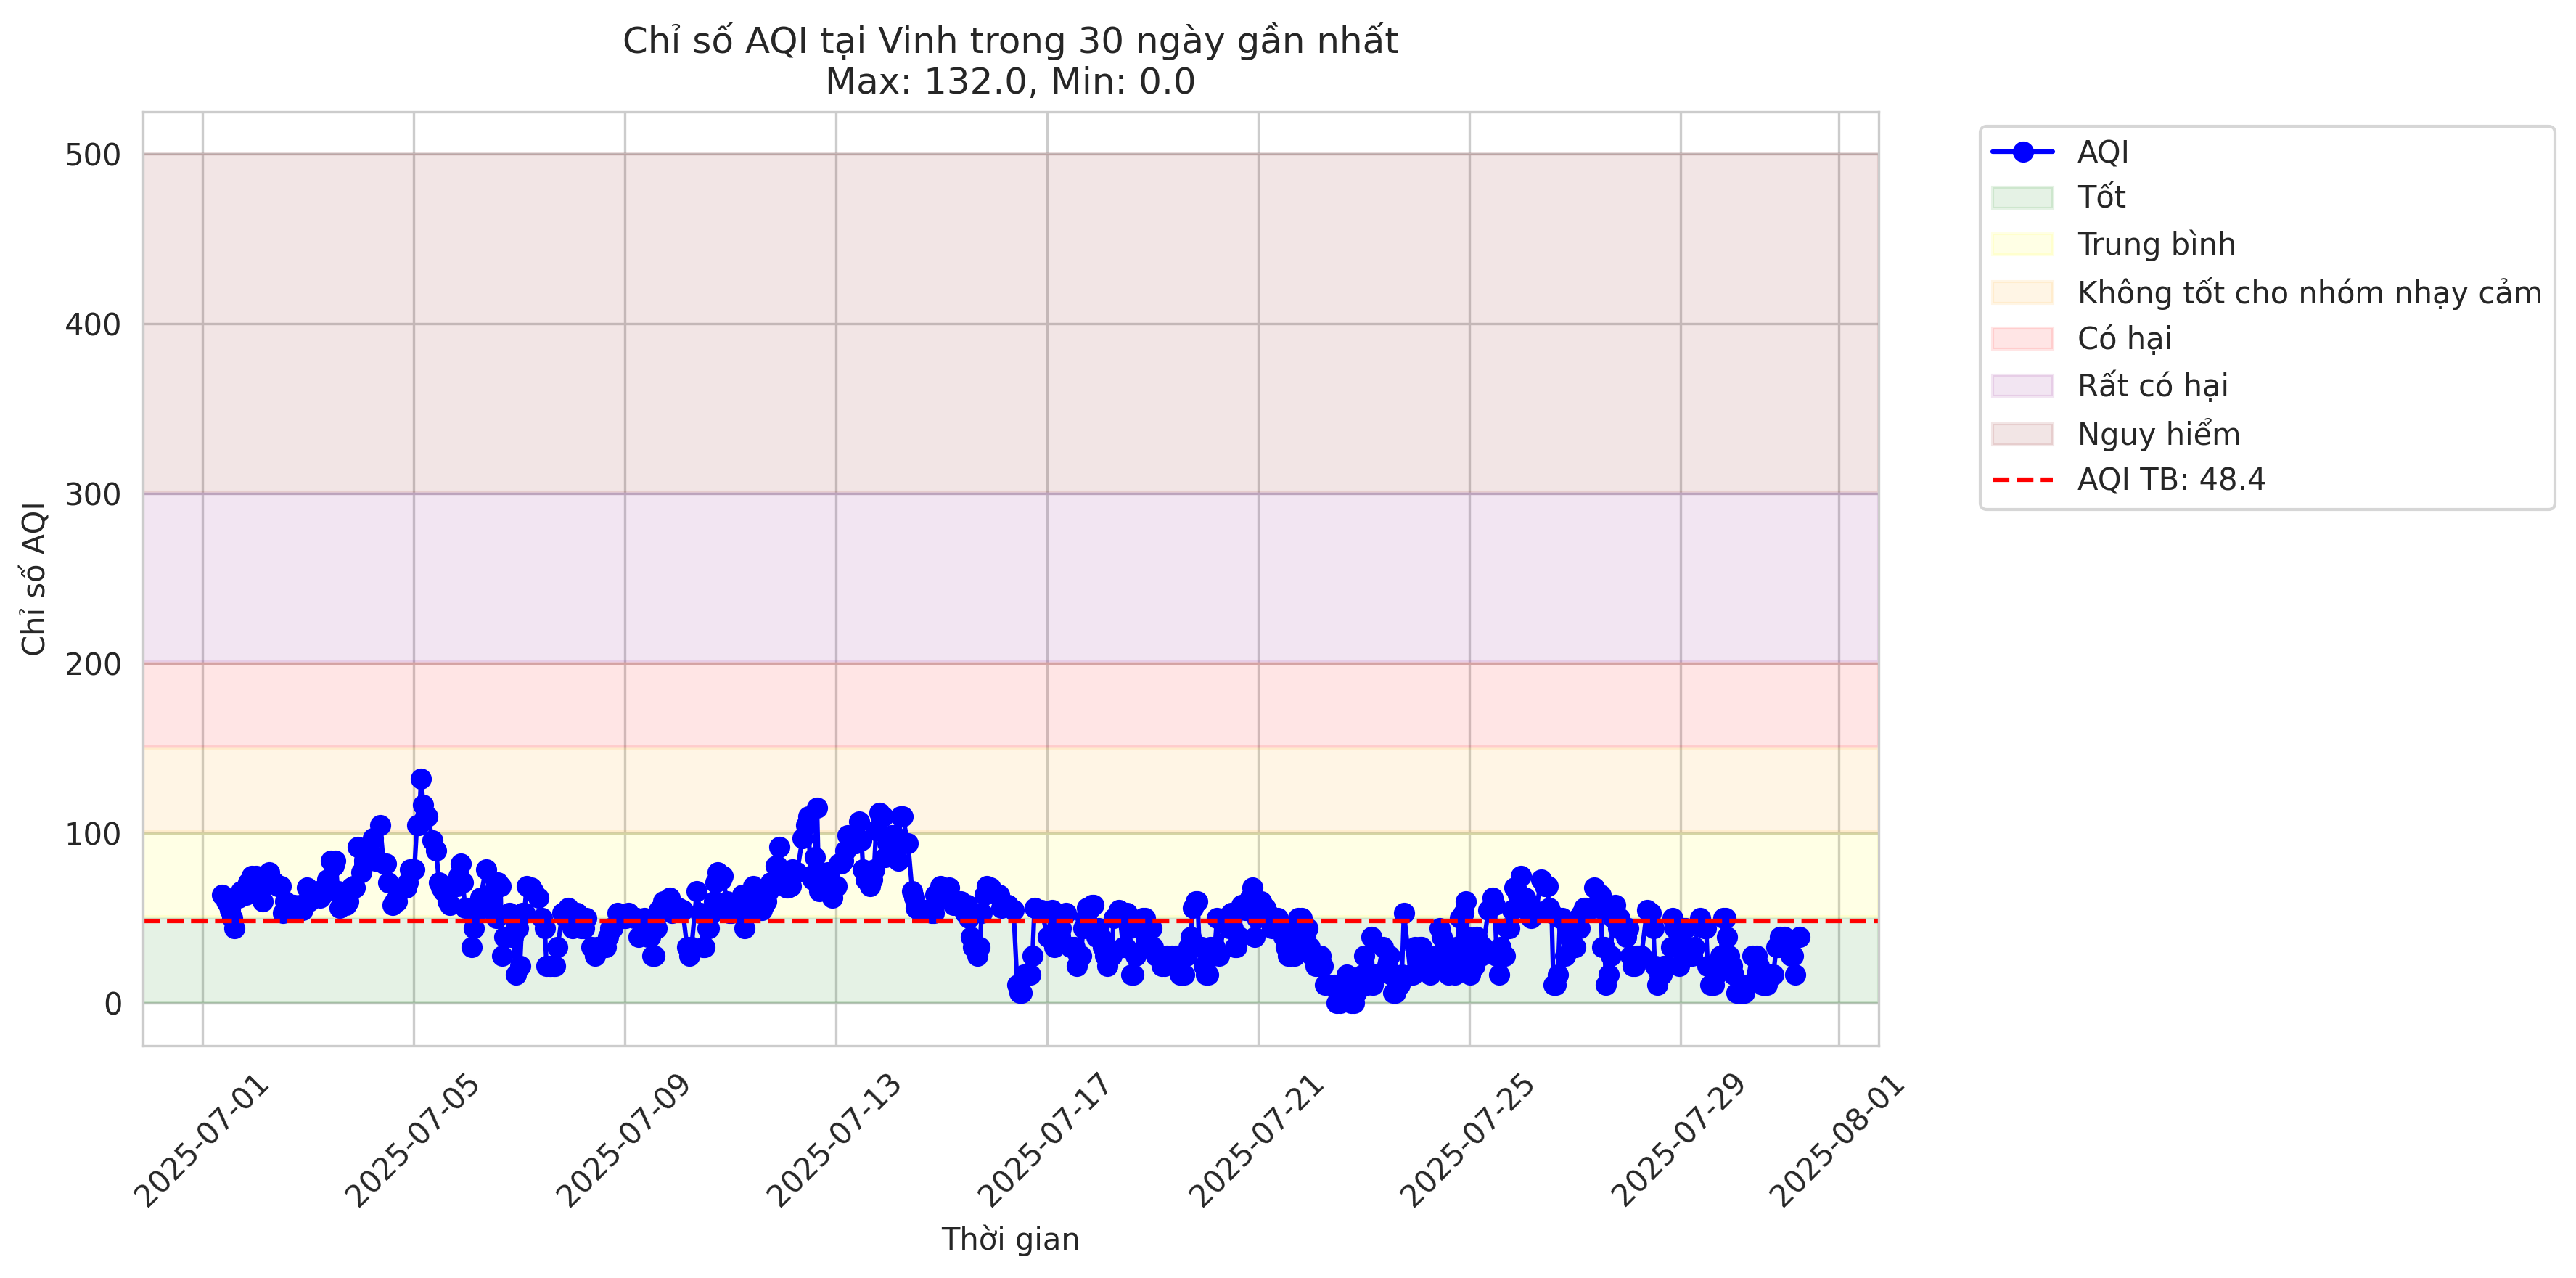 Chỉ số AQI tại Vinh trong 30 ngày gần nhất
Max: 132.0, Min: 0.0
Chỉ số AQI
500
400
300
200
100
0
2025-07-01
2025-07-05
2025-07-09
2025-07-13
2025-07-17
2025-07-21
2025-07-25
2025-07-29
2025-08-01
Thời gian
AQI
Tốt
Trung bình
Không tốt cho nhóm nhạy cảm
Có hại
Rất có hại
Nguy hiểm
AQI TB: 48.4